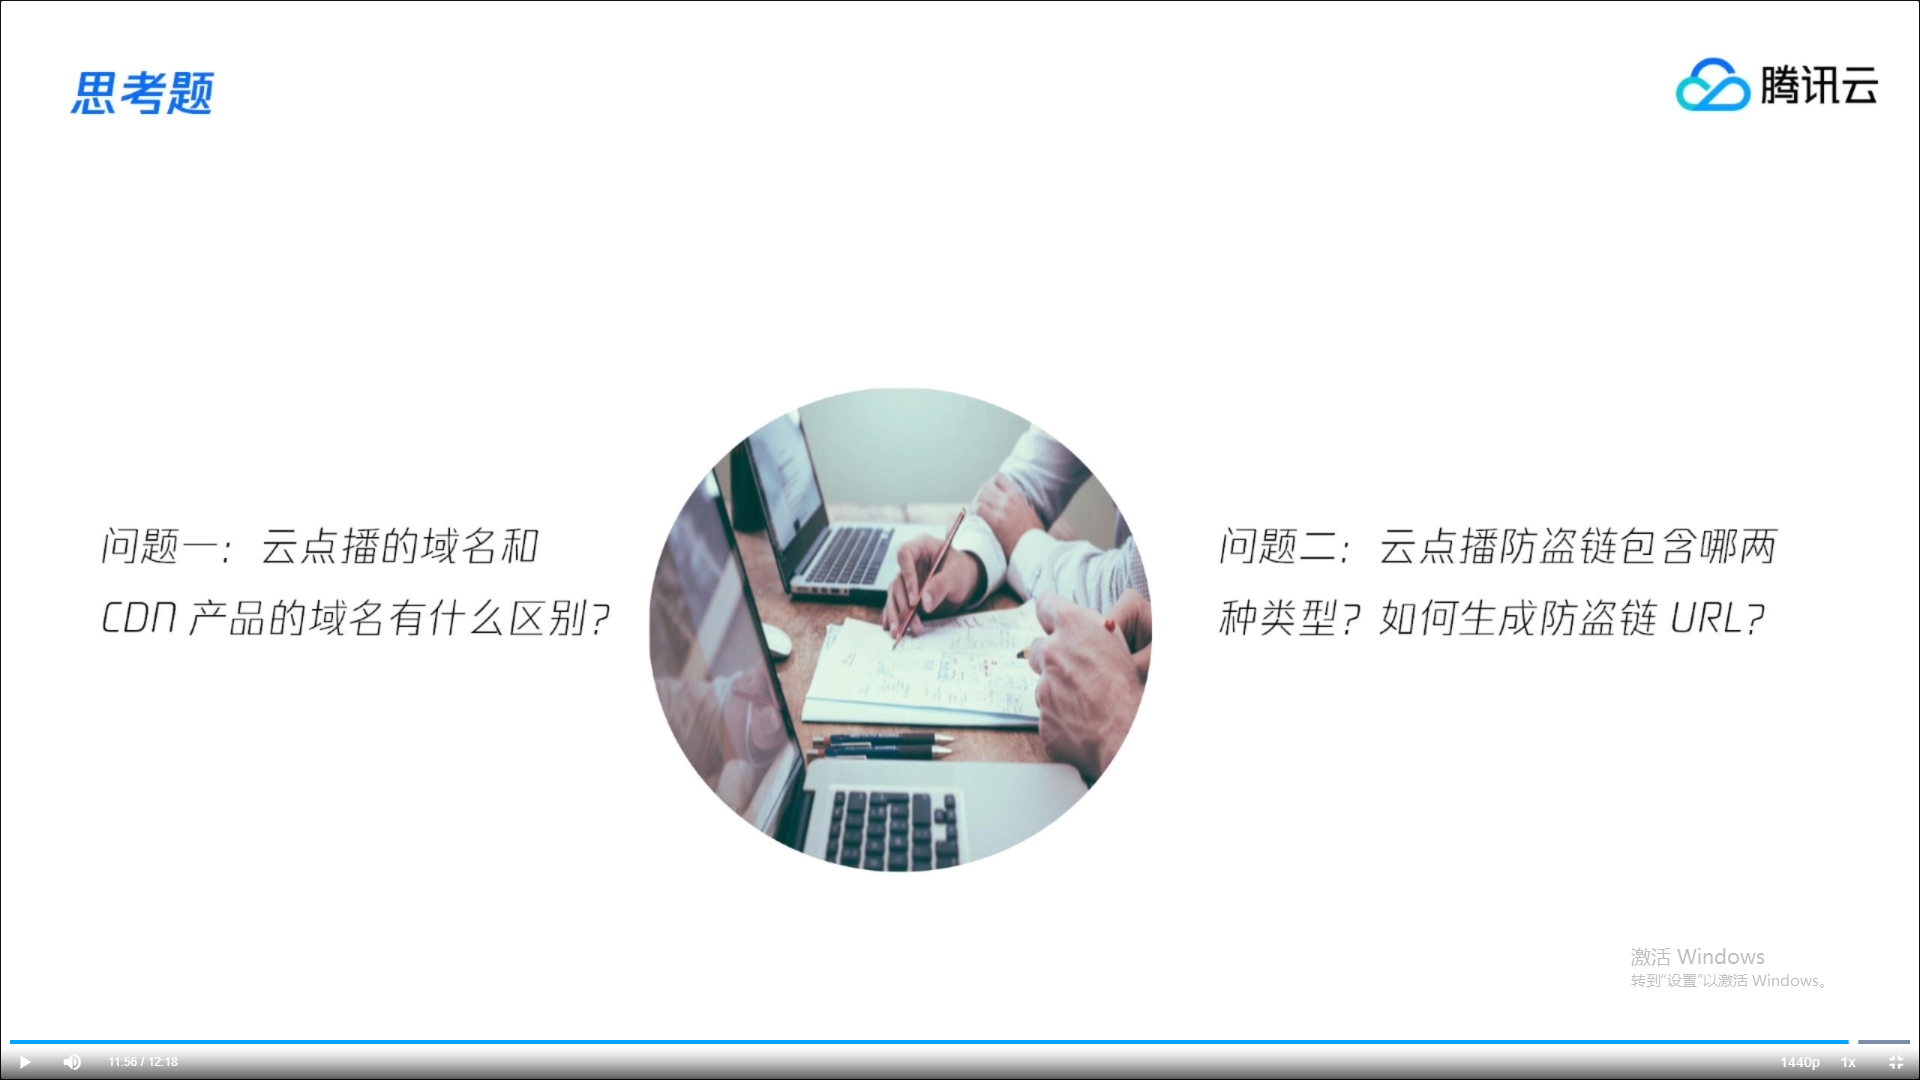 思考题
腾讯云
问题一：云点播的域名和
CDN 产品的域名有什么区别？
问题二：云点播防盗链包含哪两
种类型？如何生成防盗链 URL？
激活 Windows
转到“设置”以激活 Windows。
11:56 / 12:18
1440p
1x